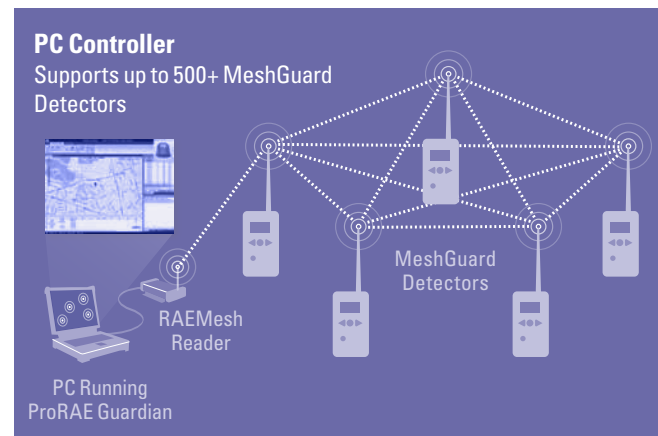 PC Controller
Supports up to 500+ MeshGuard
Detectors
MeshGuard
Detectors
RAEMesh
Reader
PC Running
ProRAE Guardian